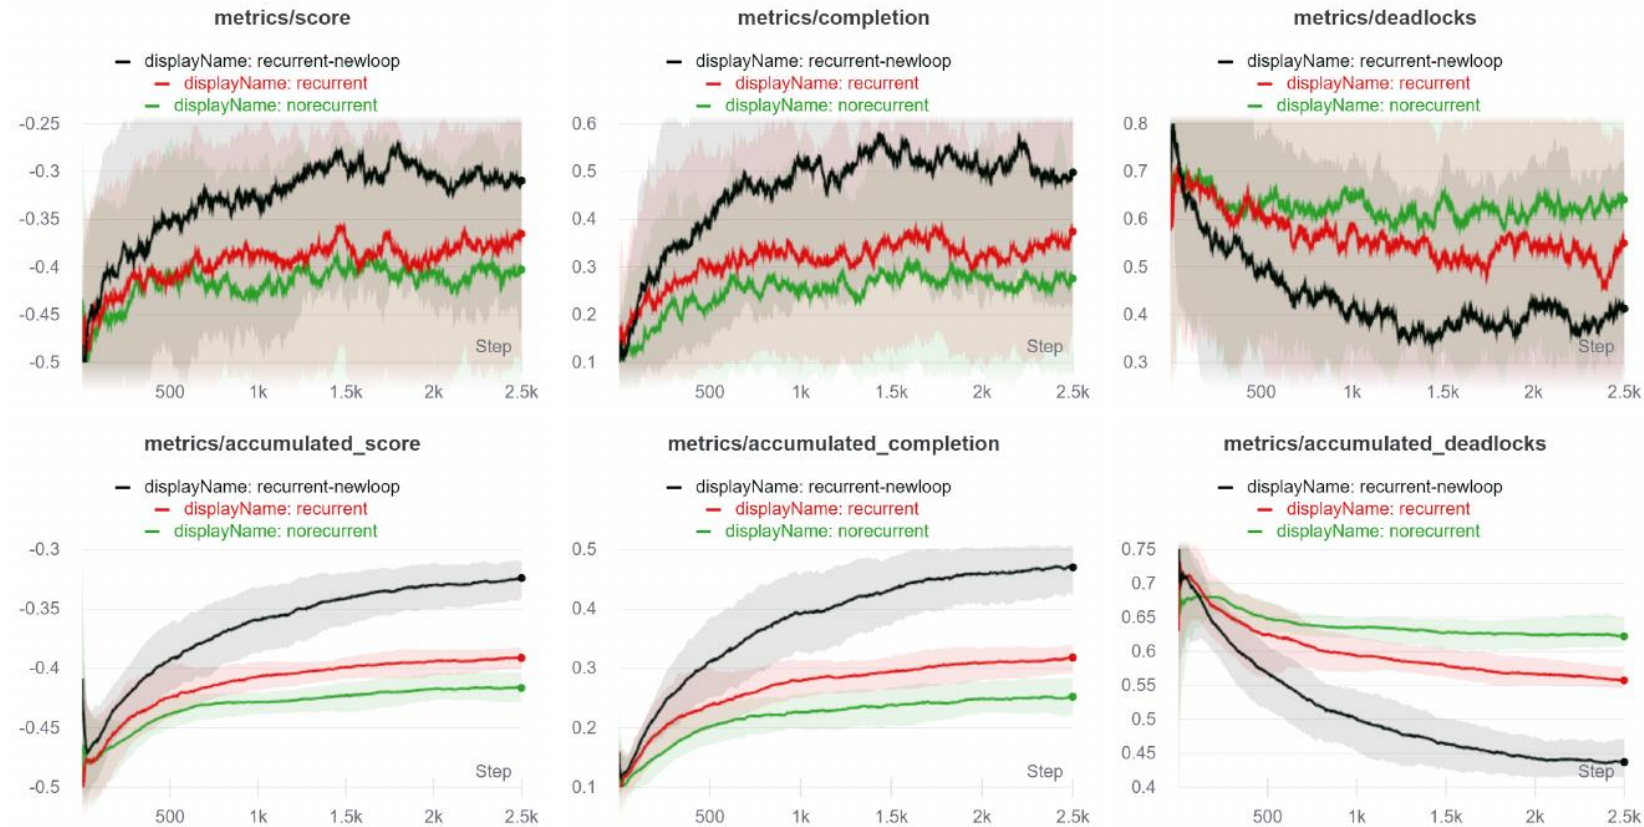 metrics/score
displayName: recurrent-newloop
displayName: recurrent
displayName: norecurrent
-0.25
-0.3
-0.35
-0.4
-0.45
-0.5
Step
500 1k 1.5k 2k 2.5k
metrics/completion
displayName: recurrent-newloop
displayName: recurrent
displayName: norecurrent
0.6
0.5
0.4
0.3
0.2
0.1
Step
500 1k 1.5k 2k 2.5k
metrics/deadlocks
displayName: recurrent-newloop
displayName: recurrent
displayName: norecurrent
0.8
0.7
0.6
0.5
0.4
0.3
Step
500 1k 1.5k 2k 2.5k
metrics/accumulated_score
displayName: recurrent-newloop
displayName: recurrent
displayName: norecurrent
-0.3
-0.35
-0.4
-0.45
-0.5
Step
500 1k 1.5k 2k 2.5k
metrics/accumulated_completion
displayName: recurrent-newloop
displayName: recurrent
displayName: norecurrent
0.5
0.4
0.3
0.2
0.1
Step
500 1k 1.5k 2k 2.5k
metrics/accumulated_deadlocks
displayName: recurrent-newloop
displayName: recurrent
displayName: norecurrent
0.75
0.7
0.65
0.6
0.55
0.5
0.45
0.4
Step
500 1k 1.5k 2k 2.5k